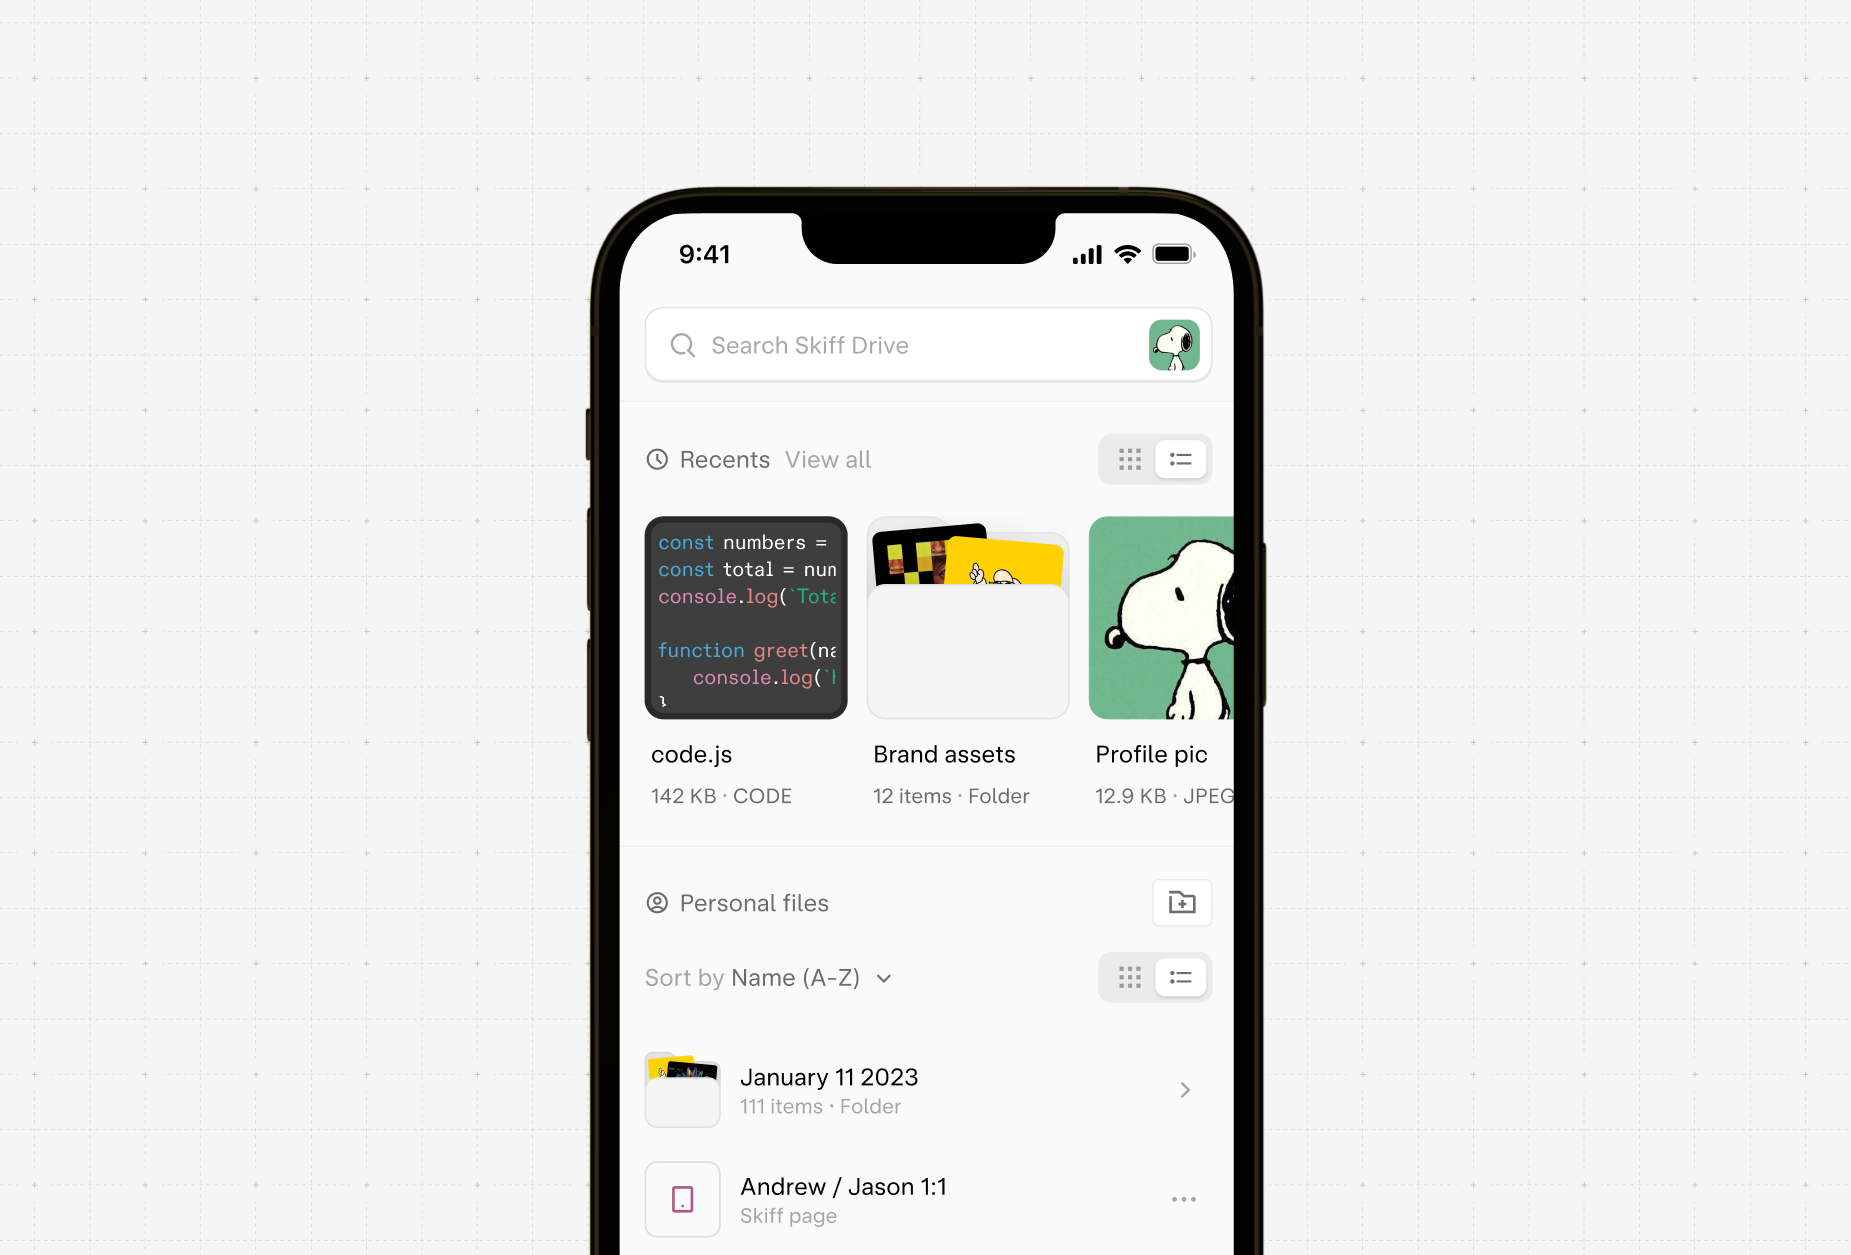 9:41
Search Skiff Drive
Recents View all
const numbers =
const total = num
console.log(`Tota
function greet(na
console.log(`
}
code.js
142 KB · CODE
Brand assets
12 items · Folder
Profile pic
12.9 KB · JPEG
Personal files
Sort by Name (A-Z)
January 11 2023
111 items · Folder
Andrew / Jason 1:1
Skiff page